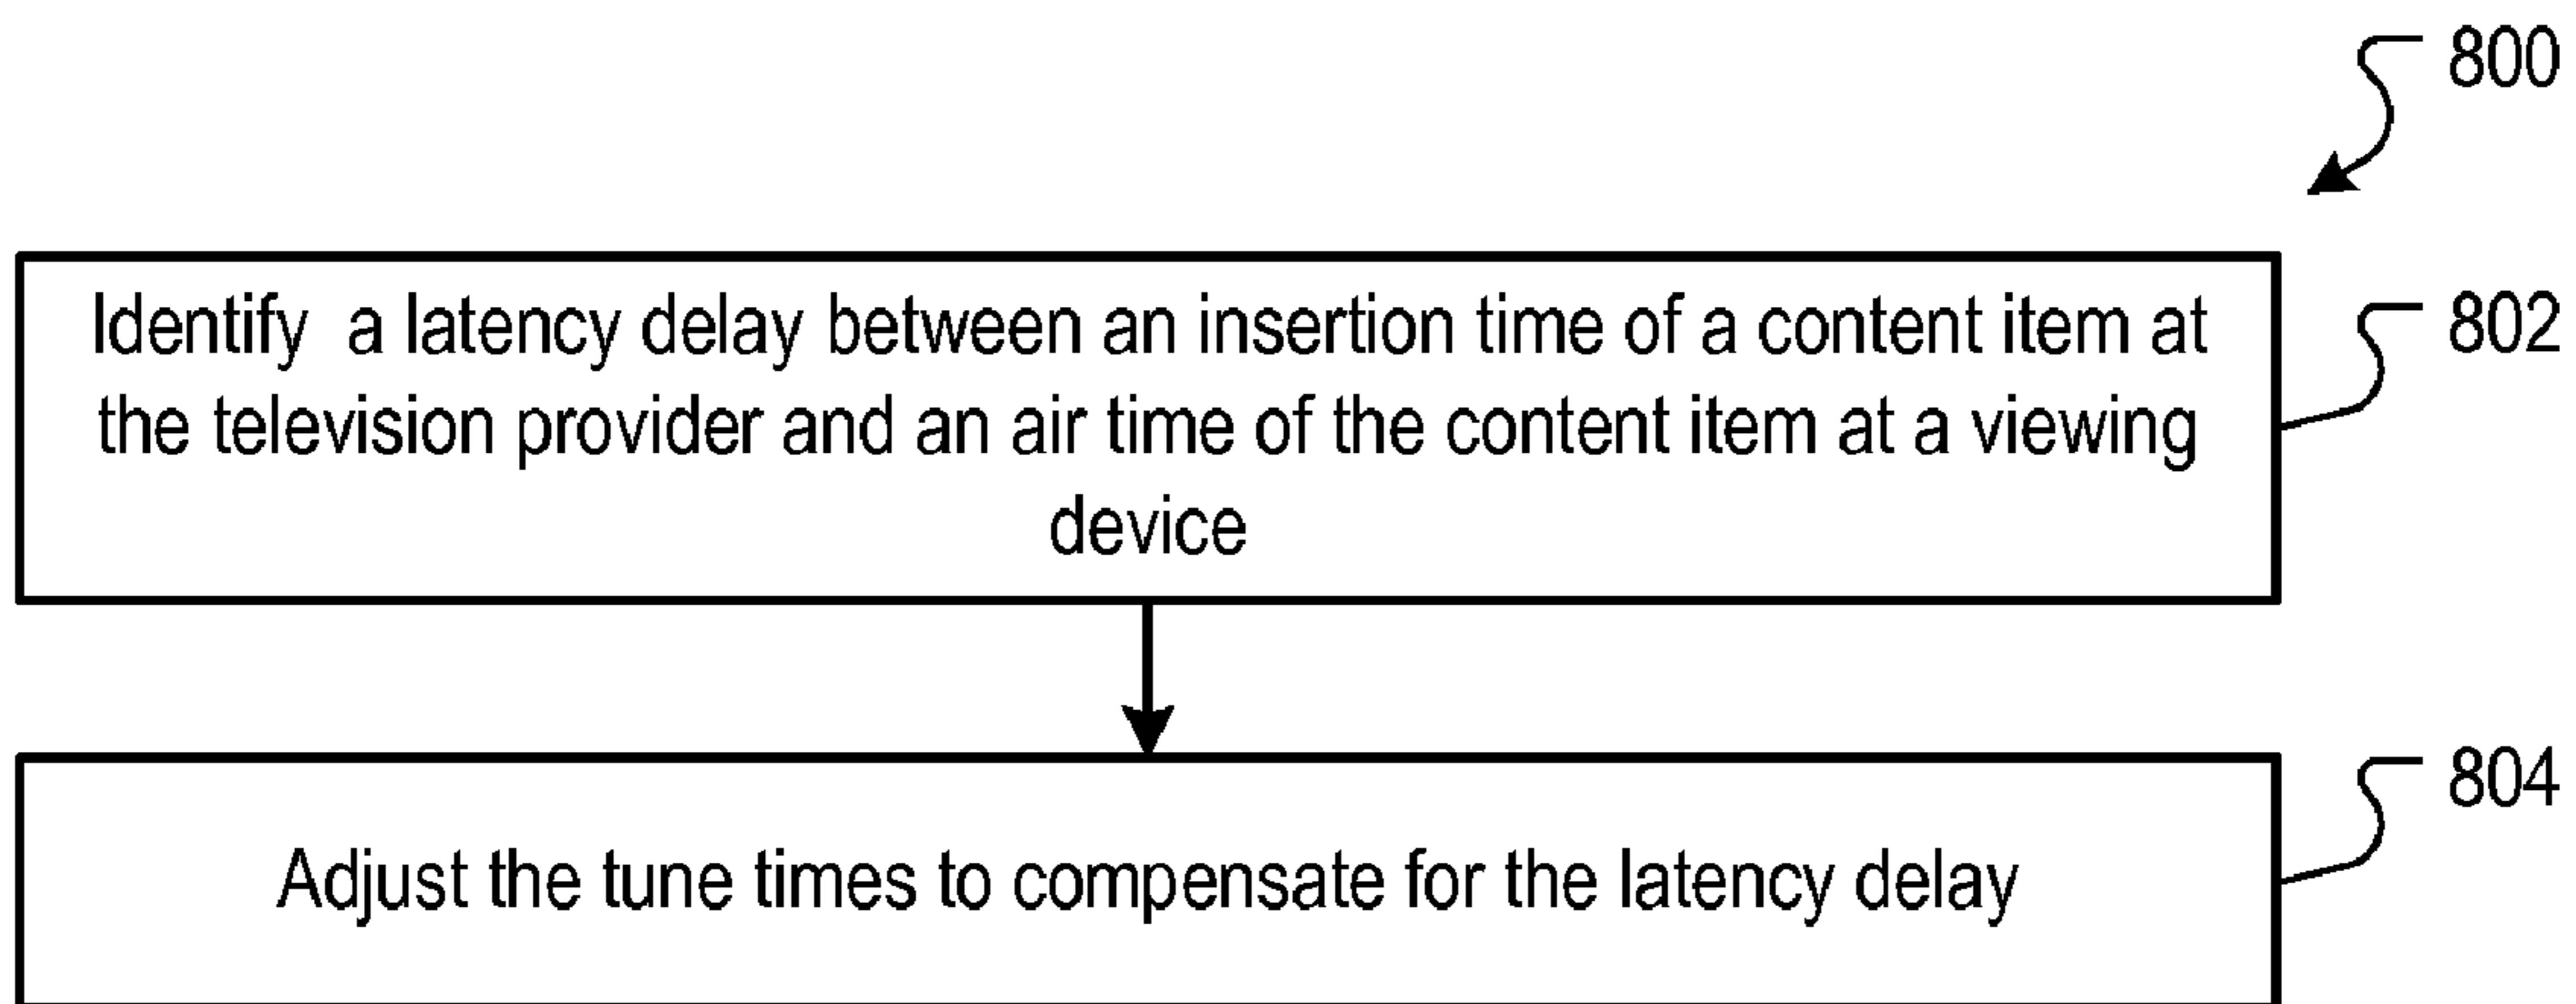 800
Identify  a latency delay between an insertion time of a content item at
the television provider and an air time of the content item at a viewing
device
802
Adjust the tune times to compensate for the latency delay
804